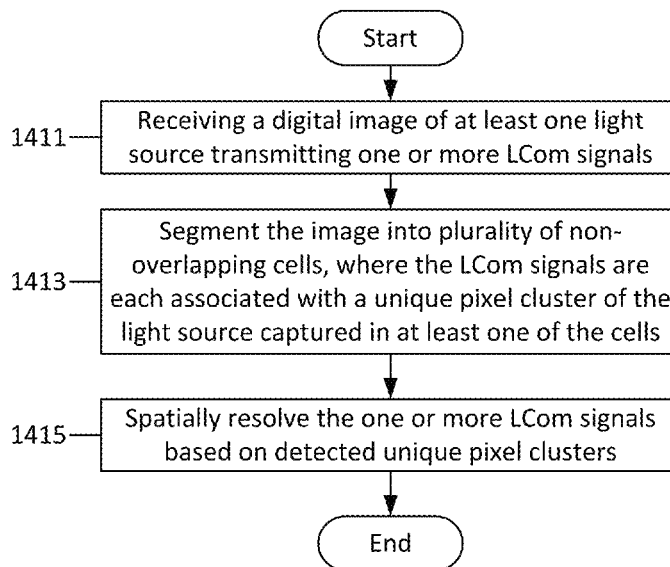 Start
1411
Receiving a digital image of at least one light
source transmitting one or more LCom signals
1413
Segment the image into plurality of non-
overlapping cells, where the LCom signals are
each associated with a unique pixel cluster of the
light source captured in at least one of the cells
1415
Spatially resolve the one or more LCom signals
based on detected unique pixel clusters
End